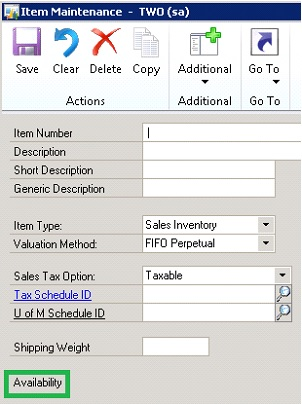 Item Maintenance - TWO (sa)
Save Clear Delete Copy Additional Go To
Actions Additional Go To
Item Number
Description
Short Description
Generic Description
Item Type: Sales Inventory
Valuation Method: FIFO Perpetual
Sales Tax Option: Taxable
Tax Schedule ID
U of M Schedule ID
Shipping Weight
Availability